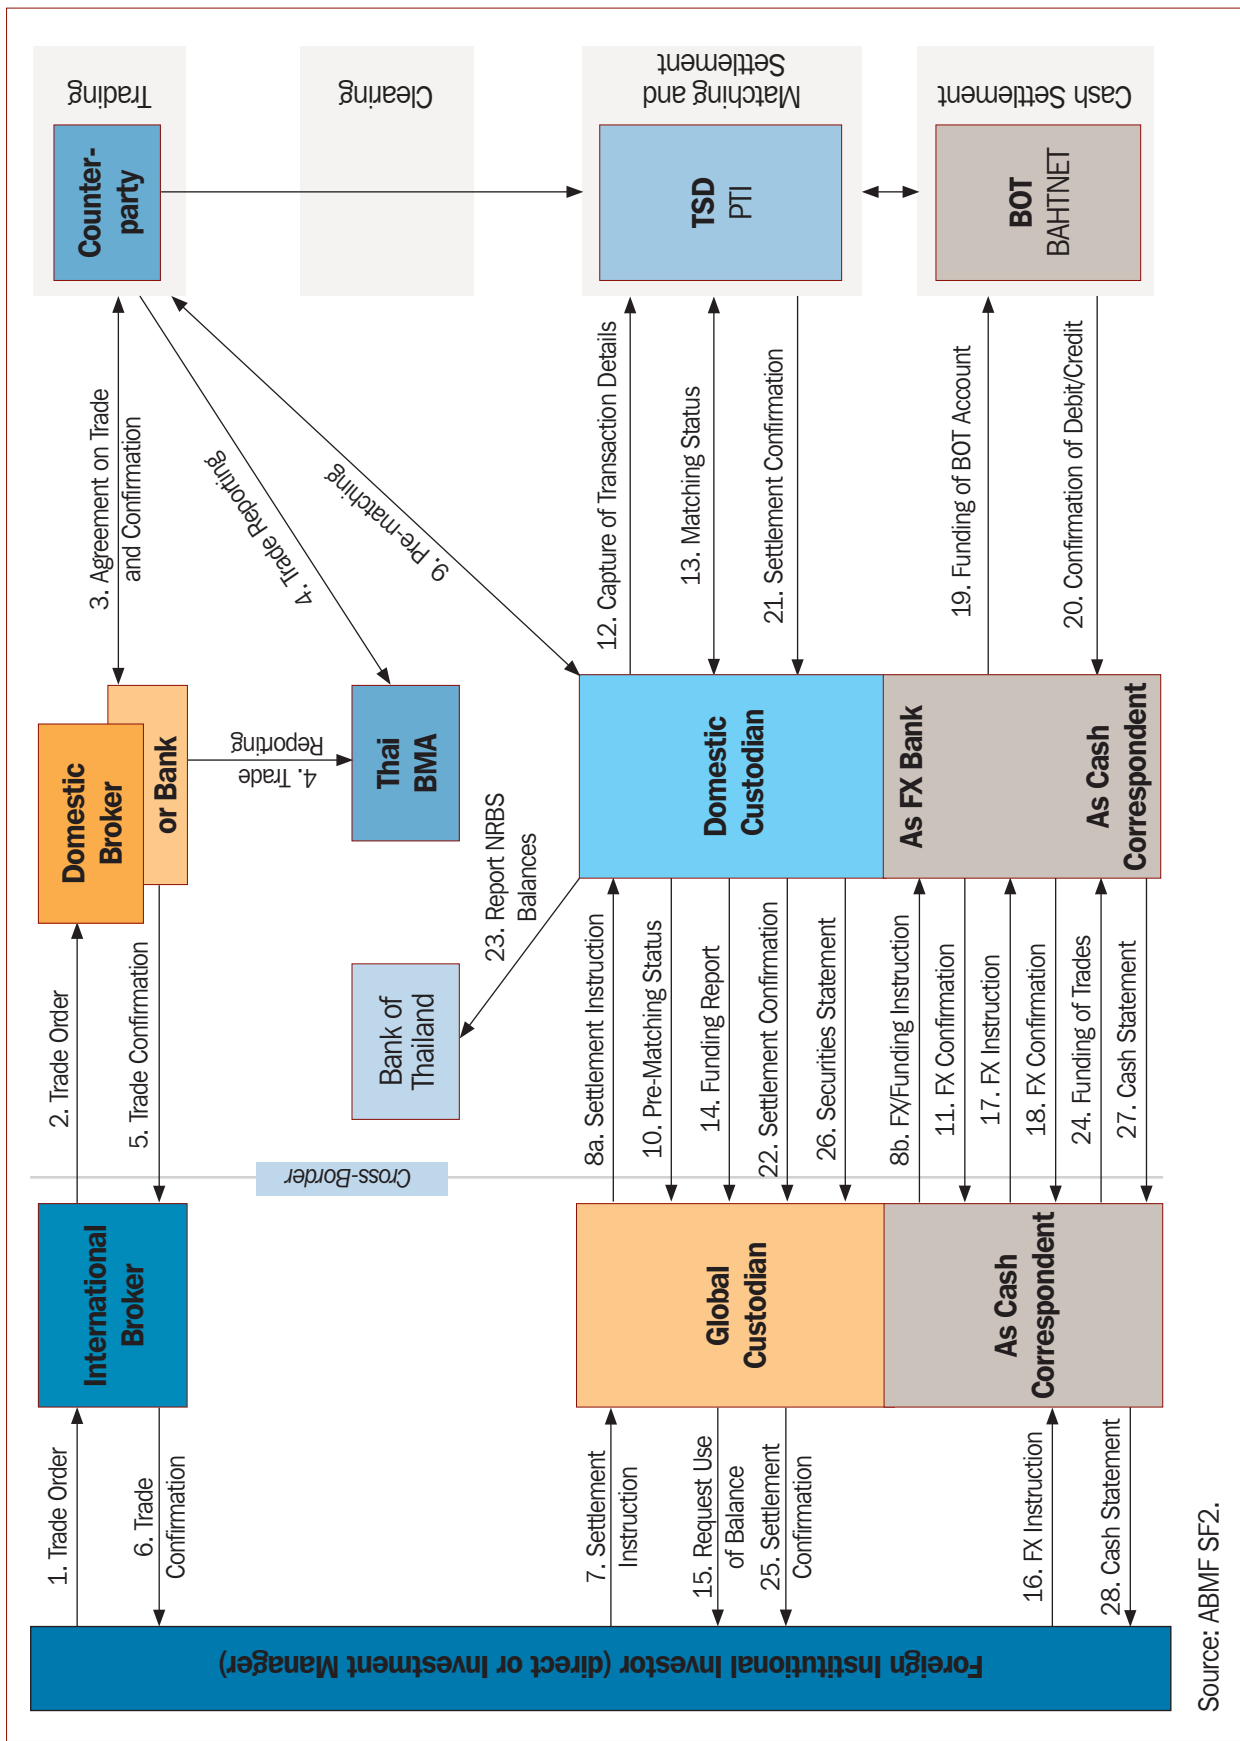 Foreign Institutional Investor (direct or Investment Manager)
1. Trade Order
6. Trade
Confirmation
7. Settlement
Instruction
15. Request Use
of Balance
25. Settlement
Confirmation
16. FX Instruction
28. Cash Statement
International
Broker
Global
Custodian
As Cash
Correspondent
Cross-Border
2. Trade Order
5. Trade Confirmation
8a. Settlement Instruction
10. Pre-Matching Status
14. Funding Report
22. Settlement Confirmation
26. Securities Statement
8b. FX/Funding Instruction
11. FX Confirmation
17. FX Instruction
18. FX Confirmation
24. Funding of Trades
27. Cash Statement
Domestic
Broker
or Bank
4. Trade
Reporting
Thai
BMA
Bank of
Thailand
23. Report NRBS
Balances
Domestic
Custodian
As FX Bank
As Cash
Correspondent
3. Agreement on Trade
and Confirmation
4. Trade Reporting
9. Pre-matching
12. Capture of Transaction Details
13. Matching Status
21. Settlement Confirmation
19. Funding of BOT Account
20. Confirmation of Debit/Credit
Counter-
party
Trading
Clearing
TSD
PTI
Matching and
Settlement
BOT
BAHTNET
Cash Settlement
Source: ABMF SF2.